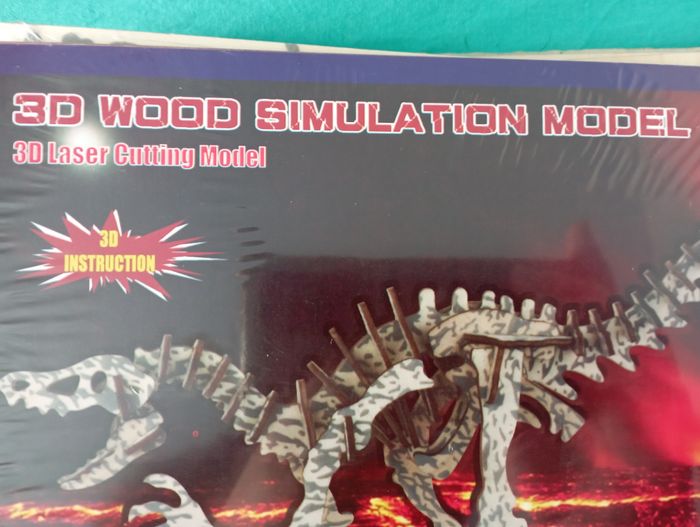 3D WOOD SIMULATION MODEL
3D Laser Cutting Model
3D
INSTRUCTION